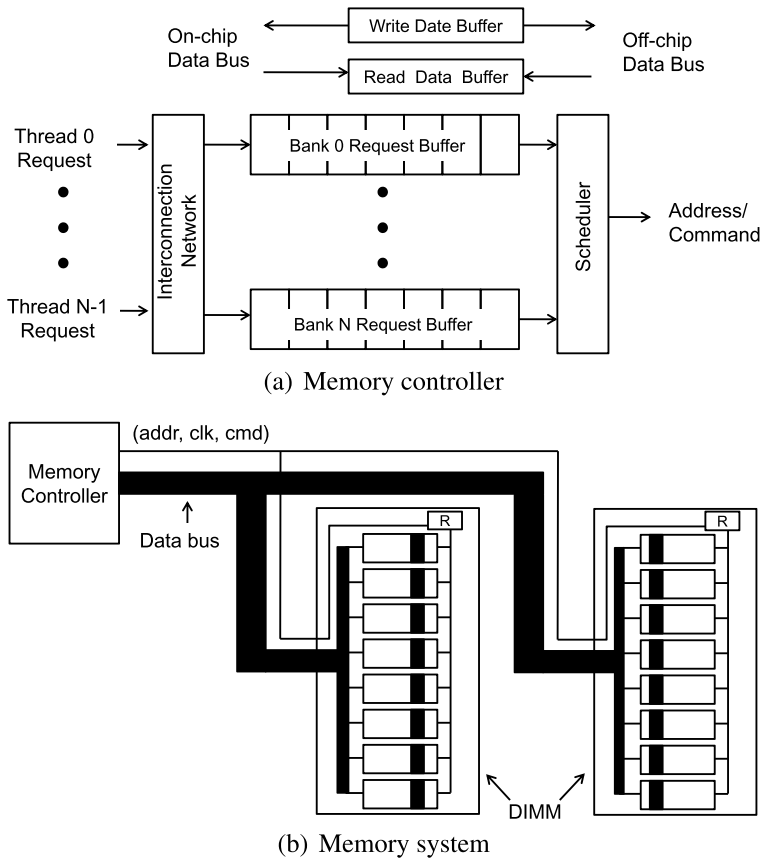 On-chip
Data Bus
Write Date Buffer
Read Data Buffer
Off-chip
Data Bus
Thread 0
Request
Thread N-1
Request
Interconnection
Network
Bank 0 Request Buffer
Bank N Request Buffer
Scheduler
Address/
Command
(a) Memory controller
Memory
Controller
(addr, clk, cmd)
Data bus
R
R
DIMM
(b) Memory system